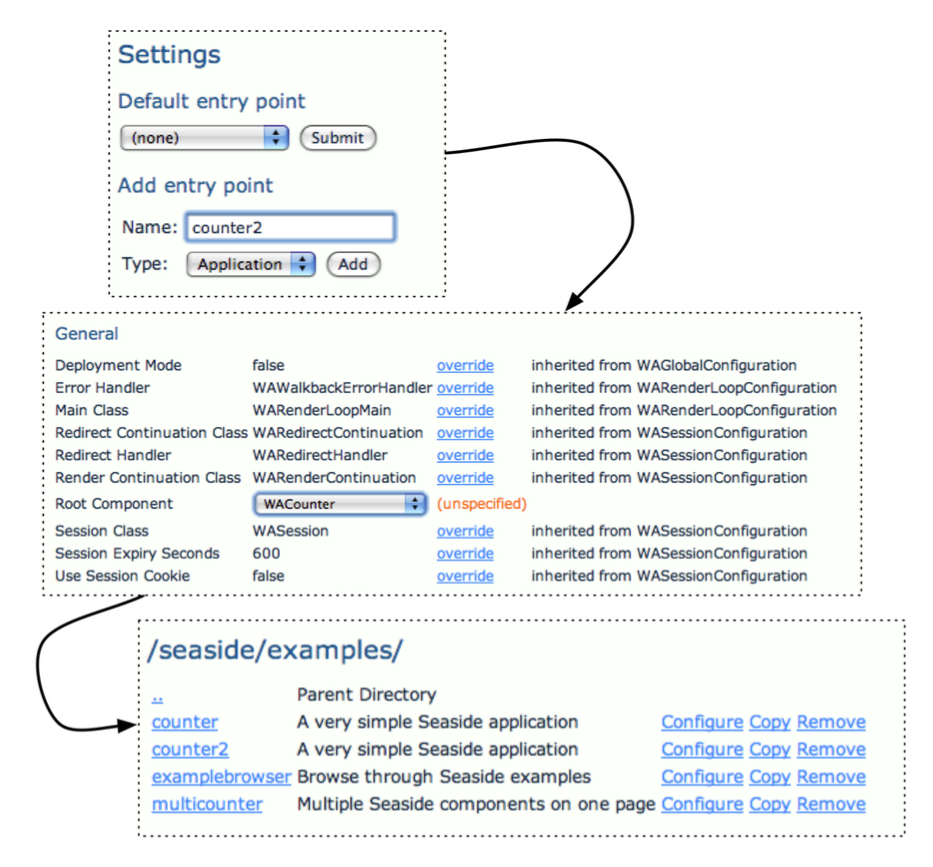 Settings
Default entry point
(none) Submit
Add entry point
Name: counter2
Type: Application Add
General
Deployment Mode false override inherited from WAGlobalConfiguration
Error Handler WAWalkbackErrorHandler override inherited from WARenderLoopConfiguration
Main Class WARenderLoopMain override inherited from WARenderLoopConfiguration
Redirect Continuation Class WARedirectContinuation override inherited from WASessionConfiguration
Redirect Handler WARedirectHandler override inherited from WASessionConfiguration
Render Continuation Class WARenderContinuation override inherited from WASessionConfiguration
Root Component WACounter (unspecified)
Session Class WASession override inherited from WASessionConfiguration
Session Expiry Seconds 600 override inherited from WASessionConfiguration
Use Session Cookie false override inherited from WASessionConfiguration
/seaside/examples/
.. Parent Directory
counter A very simple Seaside application Configure Copy Remove
counter2 A very simple Seaside application Configure Copy Remove
examplebrowser Browse through Seaside examples Configure Copy Remove
multicounter Multiple Seaside components on one page Configure Copy Remove